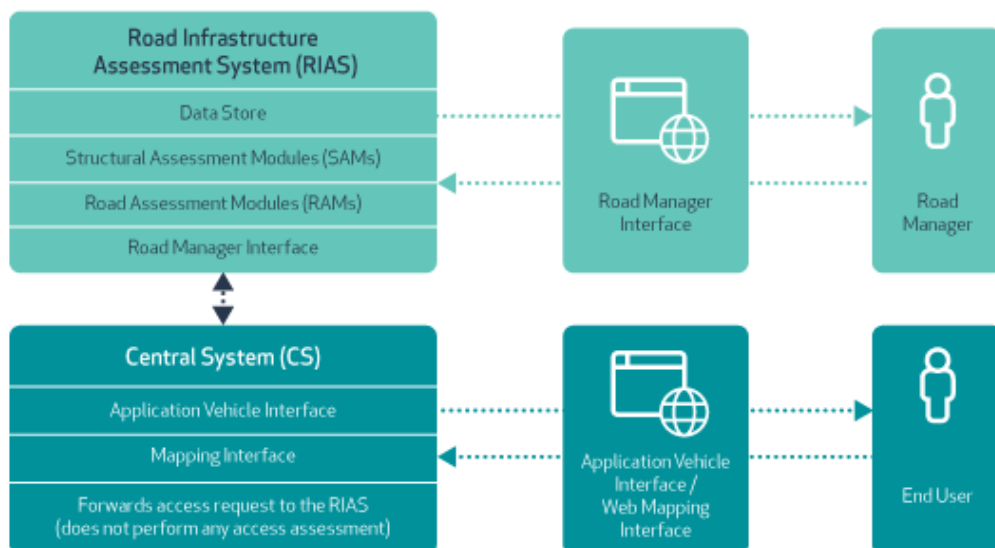 Road Infrastructure
Assessment System (RIAS)
Data Store
Structural Assessment Modules (SAMs)
Road Assessment Modules (RAMs)
Road Manager Interface
Road Manager
Interface
Road
Manager
Central System (CS)
Application Vehicle Interface
Mapping Interface
Forwards access request to the RIAS
(does not perform any access assessment)
Application Vehicle
Interface /
Web Mapping
Interface
End User